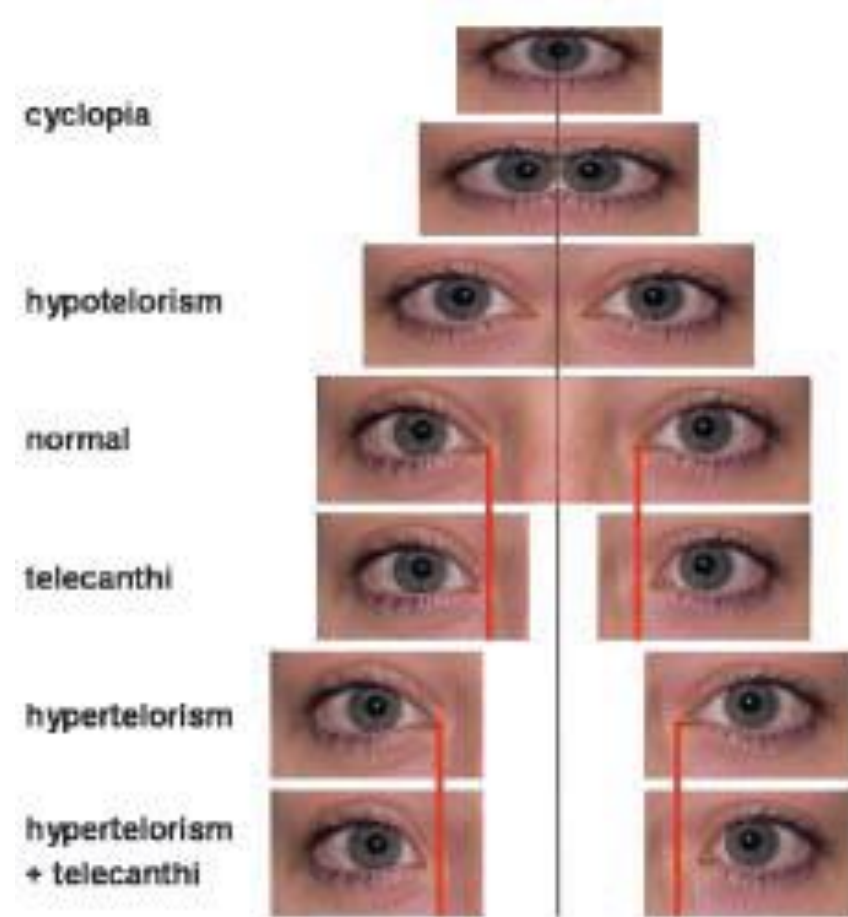 cyclopia
hypotelorism
normal
telecanthi
hypertelorism
hypertelorism
+ telecanthi